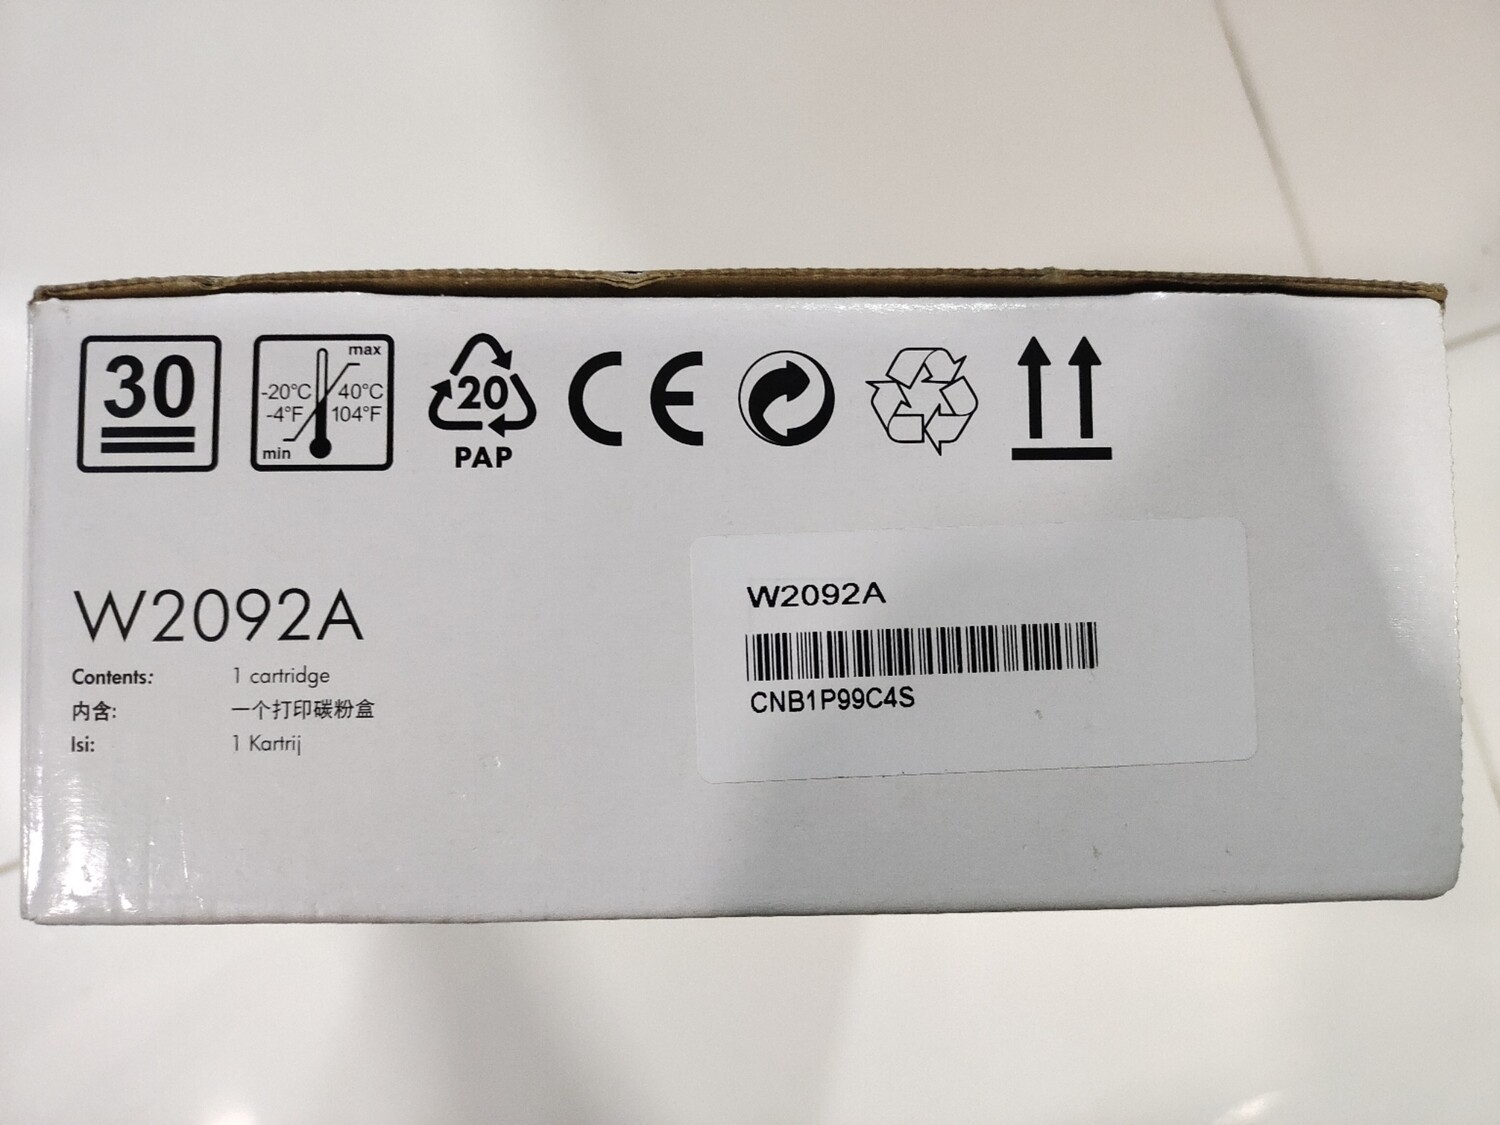 30
max
-20°C 40°C
-4°F 104°F
min
20
PAP
CE
W2092A
Contents: 1 cartridge
内含: 一个打印碳粉盒
Isi: 1 Kartrij
W2092A
CNB1P99C4S